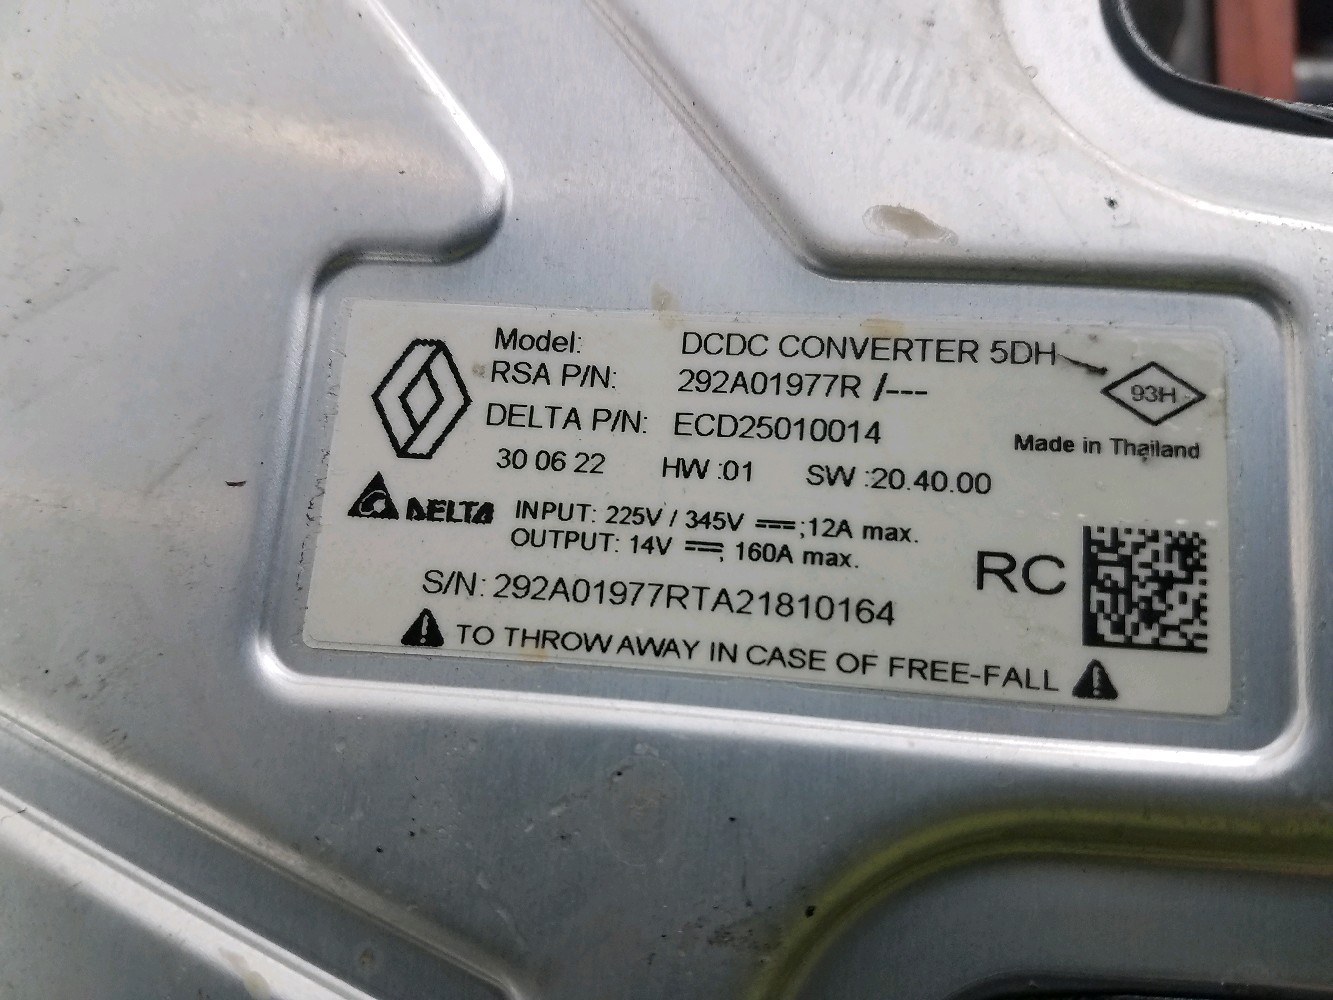 Model: DCDC CONVERTER 5DH
RSA P/N: 292A01977R /---
93H
DELTA P/N: ECD25010014
Made in Thailand
30 06 22 HW :01 SW :20.40.00
DELTA
INPUT: 225V / 345V ⎓;12A max.
OUTPUT: 14V ⎓; 160A max.
RC
S/N: 292A01977RTA21810164
TO THROW AWAY IN CASE OF FREE-FALL